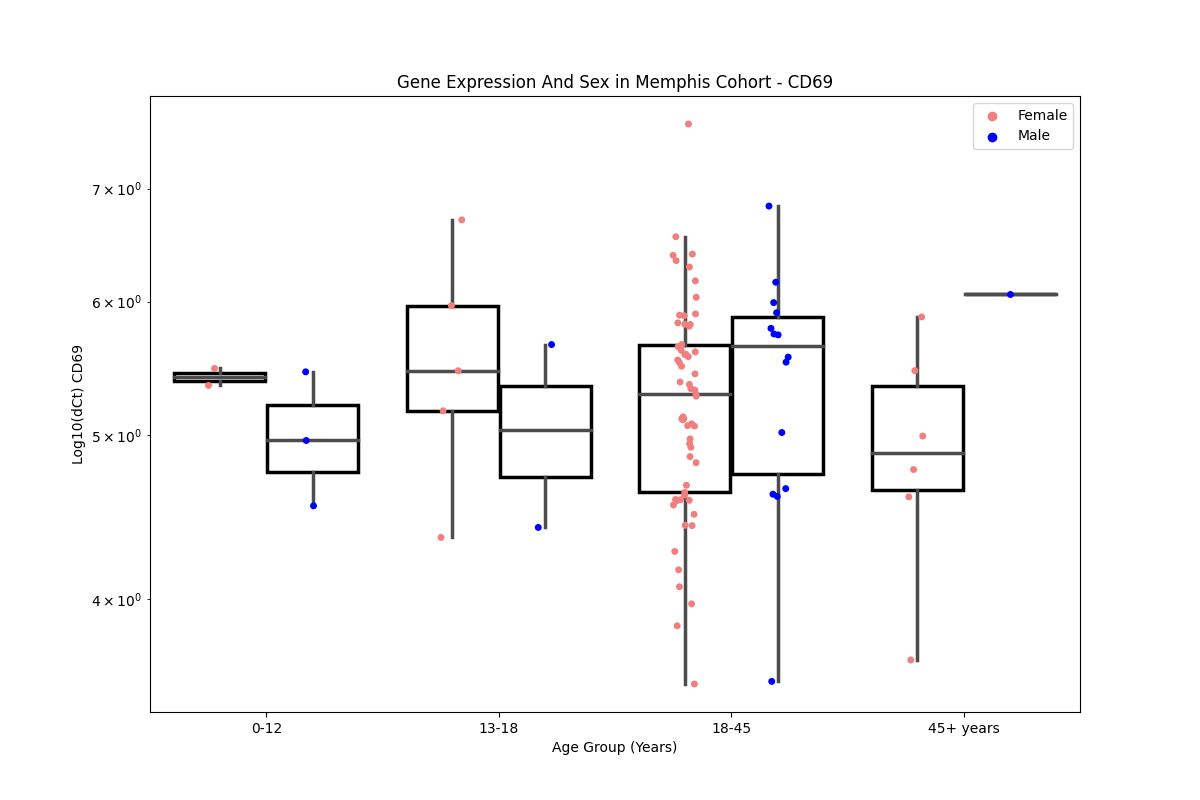 Gene Expression And Sex in Memphis Cohort - CD69
Female
Male
7 × 10⁰
6 × 10⁰
5 × 10⁰
4 × 10⁰
Log10(dCt) CD69
0-12
13-18
18-45
45+ years
Age Group (Years)